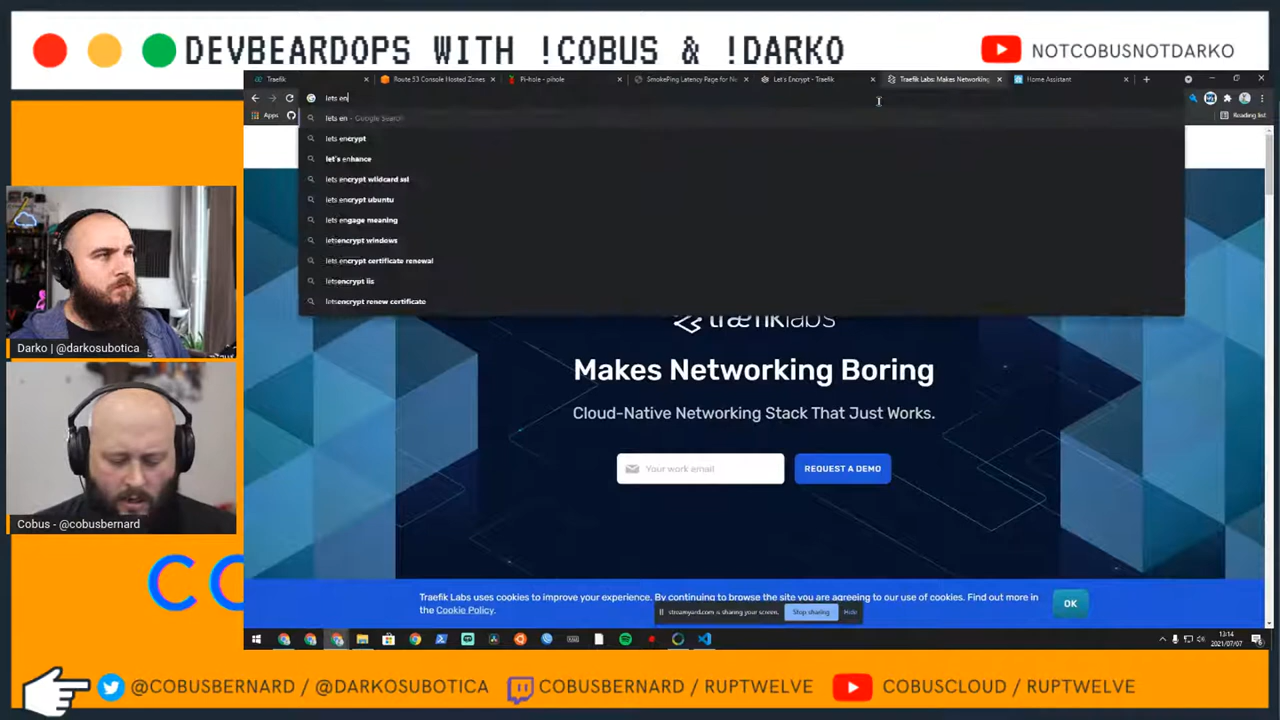 DEVBEARDOPS WITH !COBUS & !DARKO
NOTCOBUSNOTDARKO
Traefik
Route 53 Console Hosted Zones
Pi-hole - pihole
SmokePing Latency Page for Ne
Let's Encrypt - Traefik
Traefik Labs: Makes Networking
Home Assistant
lets en
Apps
Reading list
lets en - Google Search
lets encrypt
let's enhance
lets encrypt wildcard ssl
lets encrypt ubuntu
lets engage meaning
letsencrypt windows
lets encrypt certificate renewal
letsencrypt iis
letsencrypt renew certificate
træfiklabs
Makes Networking Boring
Cloud-Native Networking Stack That Just Works.
Your work email
REQUEST A DEMO
Darko | @darkosubotica
Cobus - @cobusbernard
CO
Traefik Labs uses cookies to improve your experience. By continuing to browse the site you are agreeing to our use of cookies. Find out more in
the Cookie Policy.
OK
streamyard.com is sharing your screen.
Stop sharing
Hide
13:14
2021/07/07
@COBUSBERNARD / @DARKOSUBOTICA
COBUSBERNARD / RUPTWELVE
COBUSCLOUD / RUPTWELVE